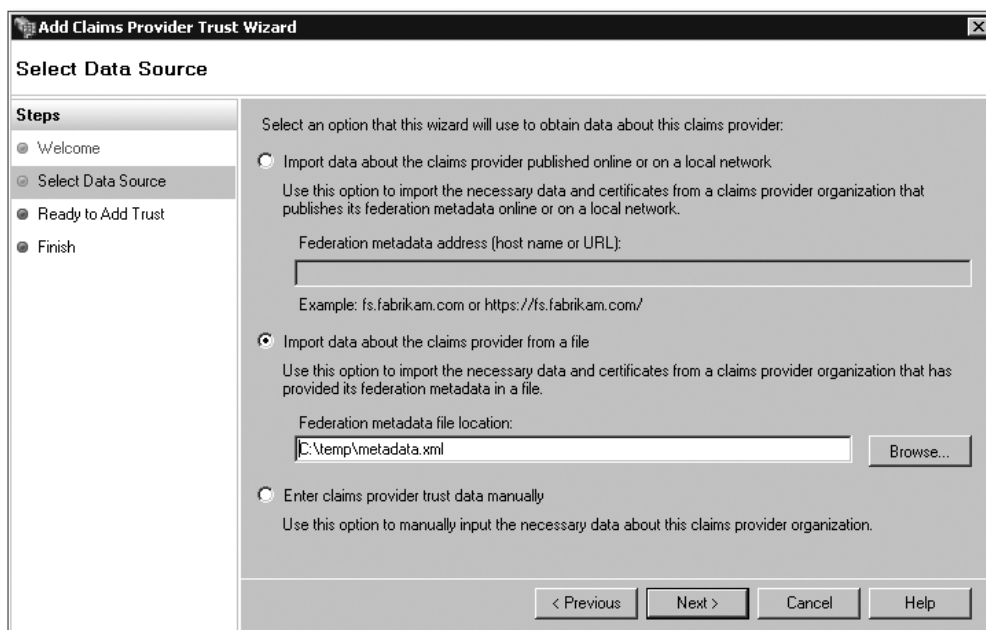 Add Claims Provider Trust Wizard
Select Data Source
Steps
Welcome
Select Data Source
Ready to Add Trust
Finish
Select an option that this wizard will use to obtain data about this claims provider:
Import data about the claims provider published online or on a local network
Use this option to import the necessary data and certificates from a claims provider organization that
publishes its federation metadata online or on a local network.
Federation metadata address (host name or URL):
Example: fs.fabrikam.com or https://fs.fabrikam.com/
Import data about the claims provider from a file
Use this option to import the necessary data and certificates from a claims provider organization that has
provided its federation metadata in a file.
Federation metadata file location:
C:\temp\metadata.xml
Browse...
Enter claims provider trust data manually
Use this option to manually input the necessary data about this claims provider organization.
< Previous
Next >
Cancel
Help